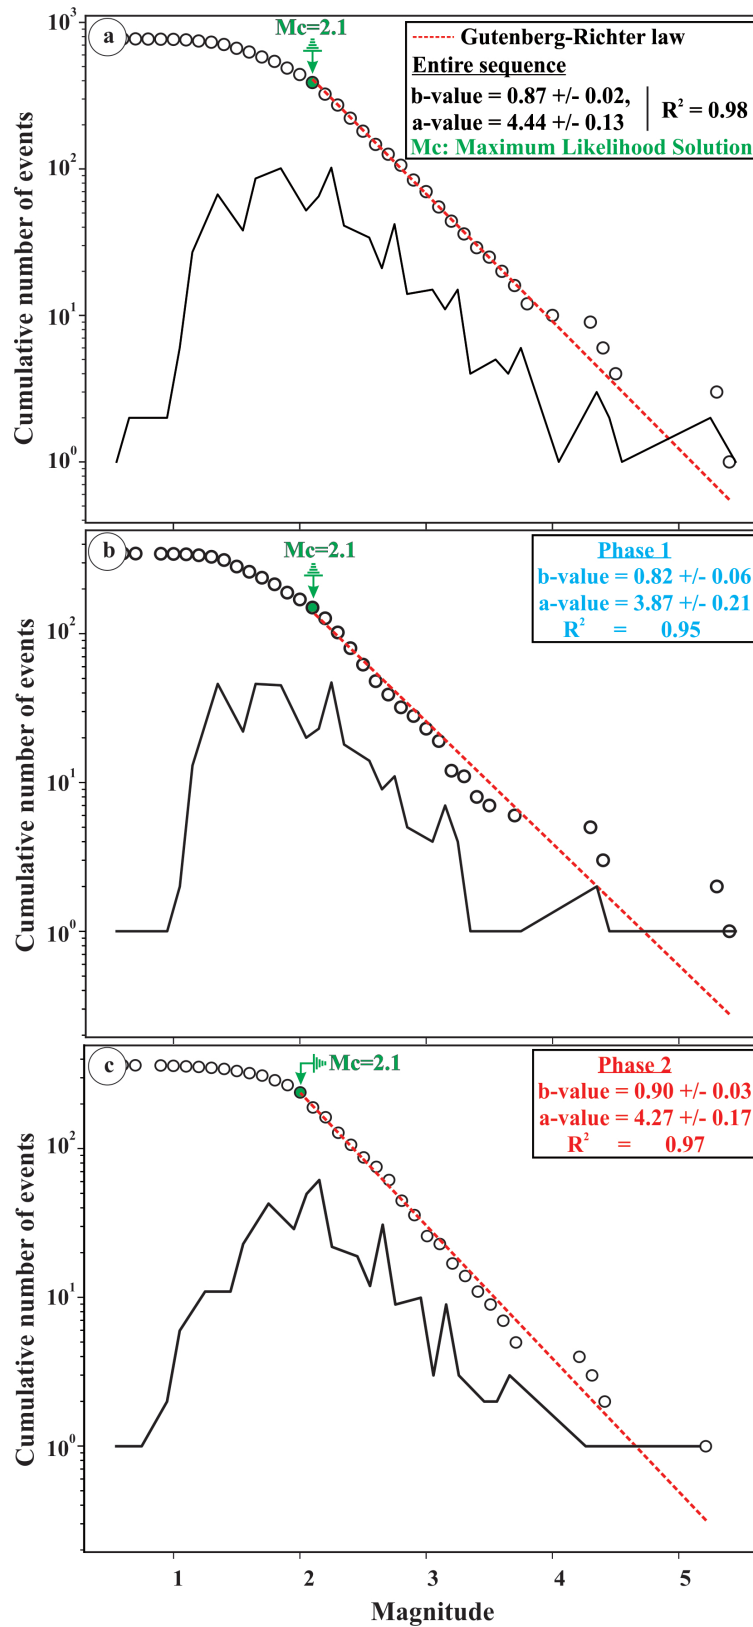 a
Mc=2.1
Gutenberg-Richter law
Entire sequence
b-value = 0.87 +/- 0.02,
a-value = 4.44 +/- 0.13
R² = 0.98
Mc: Maximum Likelihood Solution
10³
10²
10¹
10⁰
Cumulative number of events
b
Mc=2.1
Phase 1
b-value = 0.82 +/- 0.06
a-value = 3.87 +/- 0.21
R² = 0.95
10²
10¹
10⁰
Cumulative number of events
c
Mc=2.1
Phase 2
b-value = 0.90 +/- 0.03
a-value = 4.27 +/- 0.17
R² = 0.97
10²
10¹
10⁰
Cumulative number of events
1 2 3 4 5
Magnitude